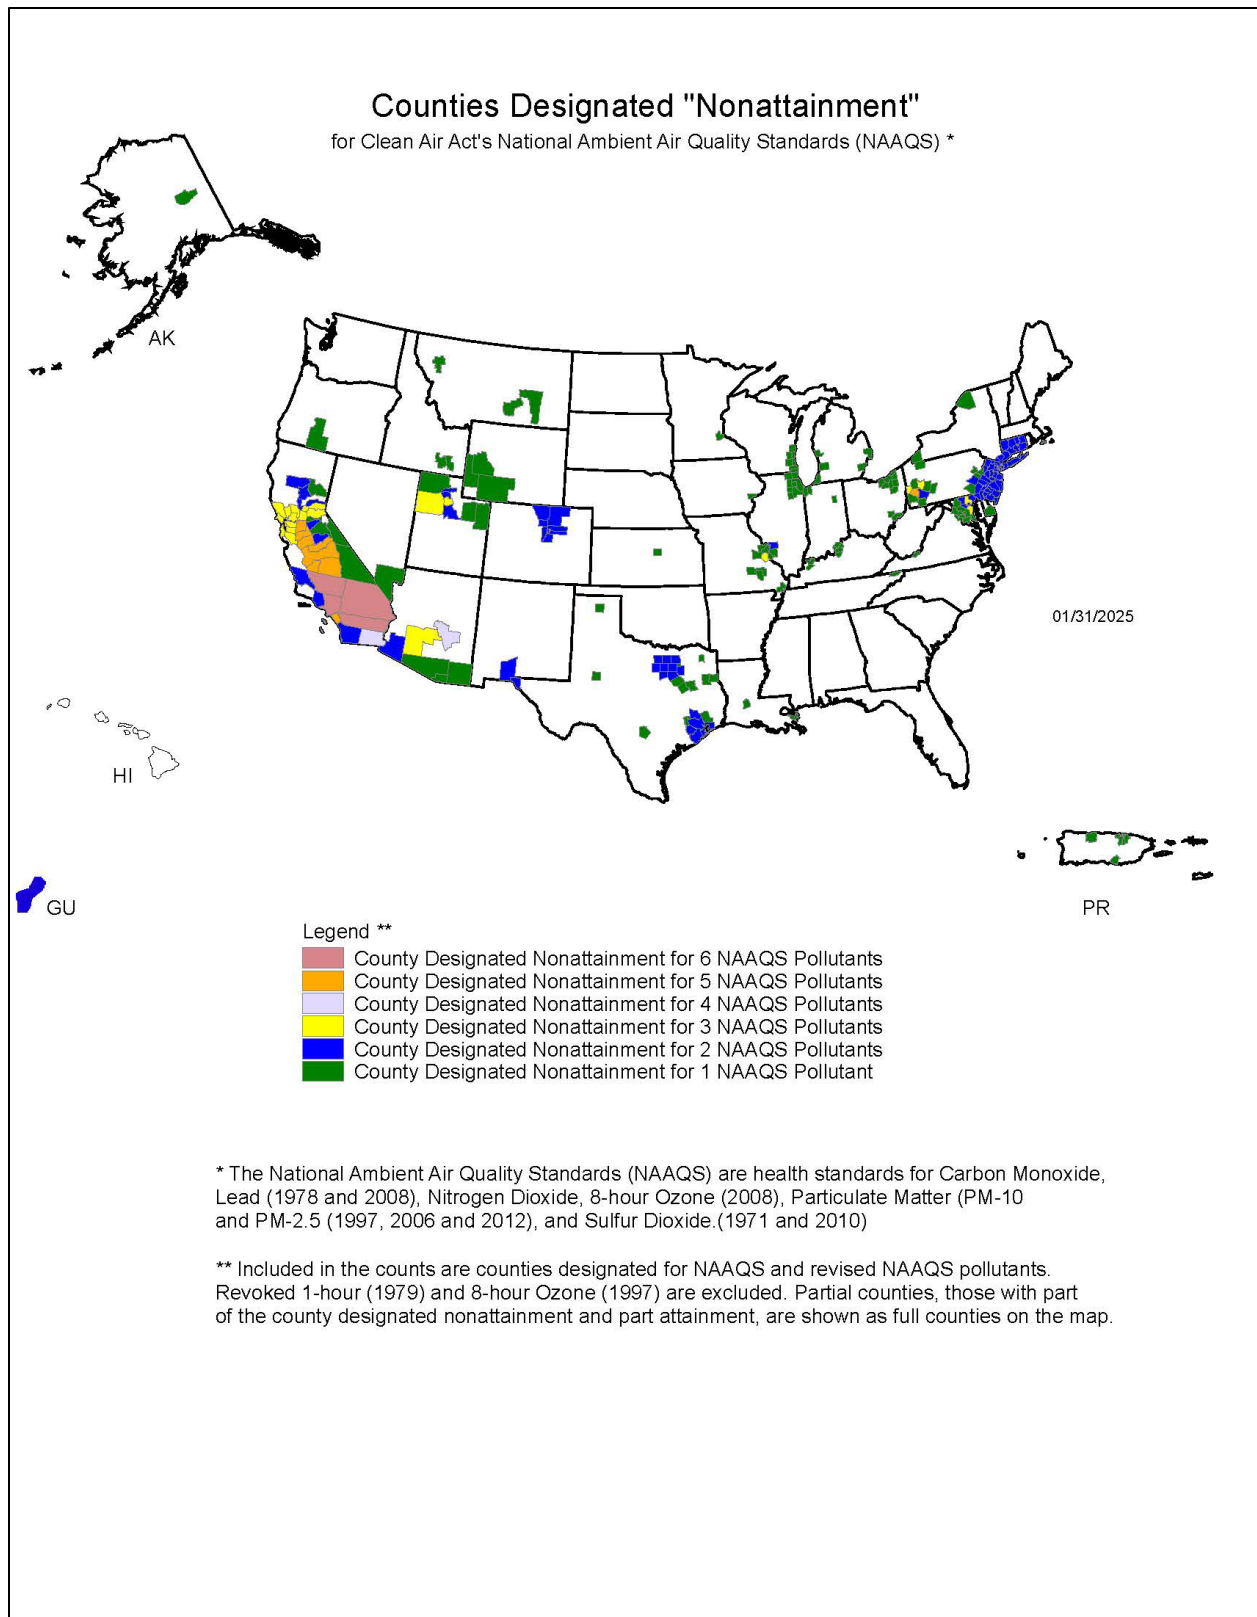 Counties Designated "Nonattainment"
for Clean Air Act's National Ambient Air Quality Standards (NAAQS) *
AK
01/31/2025
HI
GU
PR
Legend **
County Designated Nonattainment for 6 NAAQS Pollutants
County Designated Nonattainment for 5 NAAQS Pollutants
County Designated Nonattainment for 4 NAAQS Pollutants
County Designated Nonattainment for 3 NAAQS Pollutants
County Designated Nonattainment for 2 NAAQS Pollutants
County Designated Nonattainment for 1 NAAQS Pollutant
* The National Ambient Air Quality Standards (NAAQS) are health standards for Carbon Monoxide,
Lead (1978 and 2008), Nitrogen Dioxide, 8-hour Ozone (2008), Particulate Matter (PM-10
and PM-2.5 (1997, 2006 and 2012), and Sulfur Dioxide.(1971 and 2010)
** Included in the counts are counties designated for NAAQS and revised NAAQS pollutants.
Revoked 1-hour (1979) and 8-hour Ozone (1997) are excluded. Partial counties, those with part
of the county designated nonattainment and part attainment, are shown as full counties on the map.